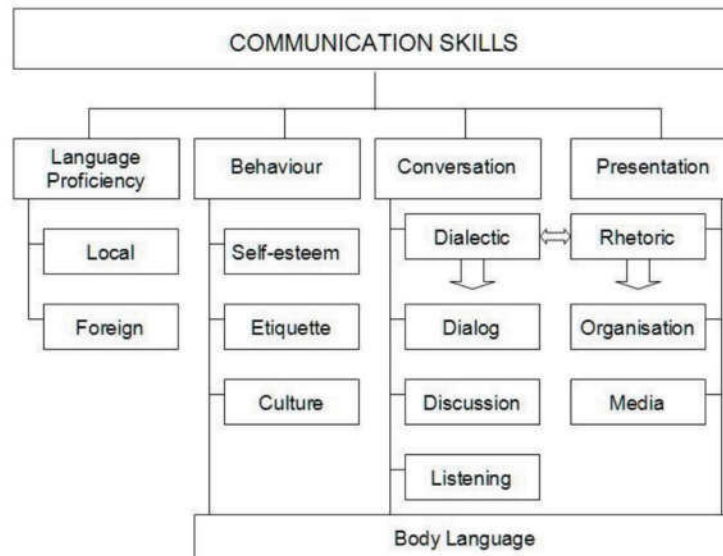 COMMUNICATION SKILLS
Language
Proficiency
Behaviour
Conversation
Presentation
Local
Self-esteem
Dialectic
Rhetoric
Foreign
Etiquette
Dialog
Organisation
Culture
Discussion
Media
Listening
Body Language